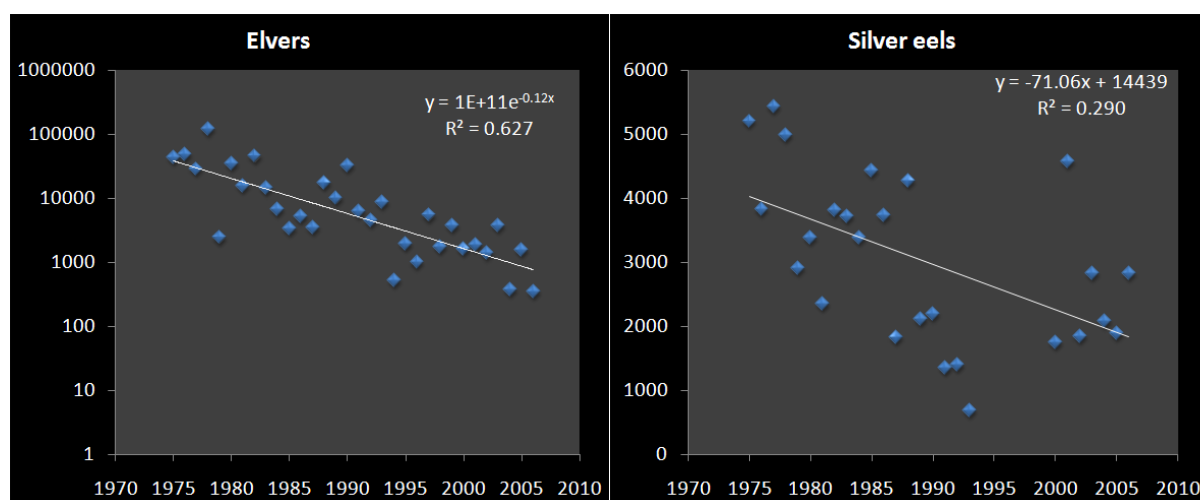 Elvers
y = 1E+11e-0.12x
R² = 0.627
1000000
100000
10000
1000
100
10
1
1970 1975 1980 1985 1990 1995 2000 2005 2010
Silver eels
y = -71.06x + 14439
R² = 0.290
6000
5000
4000
3000
2000
1000
0
1970 1975 1980 1985 1990 1995 2000 2005 2010